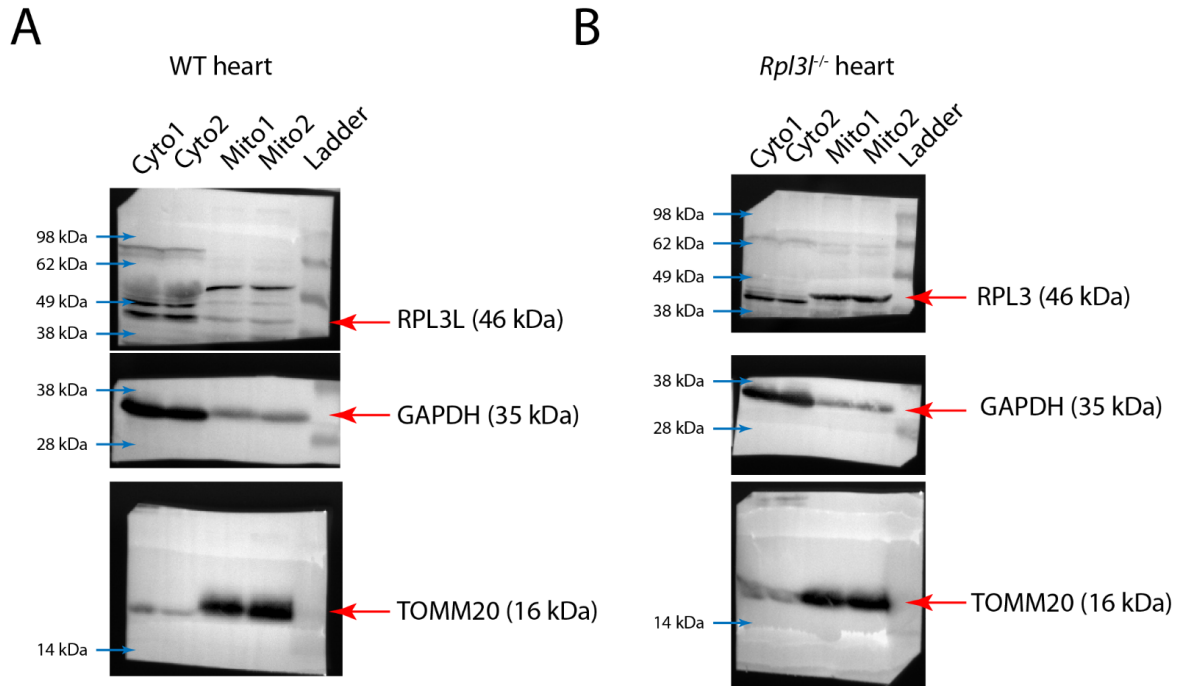 A
WT heart
Cyto1
Cyto2
Mito1
Mito2
Ladder
98 kDa
62 kDa
49 kDa
38 kDa
RPL3L (46 kDa)
38 kDa
28 kDa
GAPDH (35 kDa)
14 kDa
TOMM20 (16 kDa)
B
Rpl3l-/- heart
Cyto1
Cyto2
Mito1
Mito2
Ladder
98 kDa
62 kDa
49 kDa
38 kDa
RPL3 (46 kDa)
38 kDa
28 kDa
GAPDH (35 kDa)
14 kDa
TOMM20 (16 kDa)